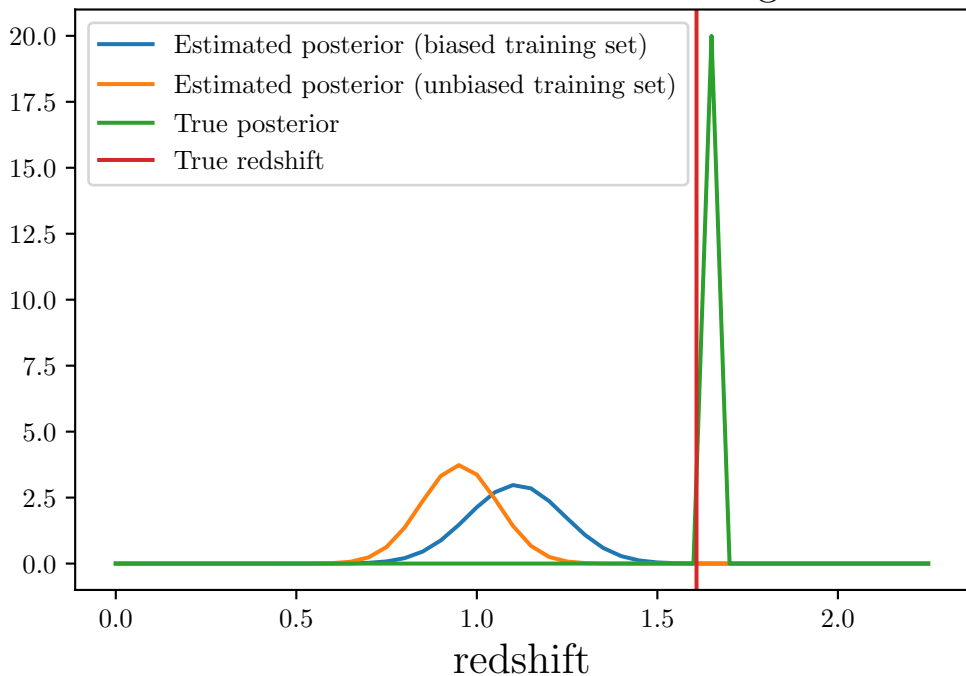 Estimated posterior (biased training set)
Estimated posterior (unbiased training set)
True posterior
True redshift
20.0
17.5
15.0
12.5
10.0
7.5
5.0
2.5
0.0
0.0 0.5 1.0 1.5 2.0
redshift